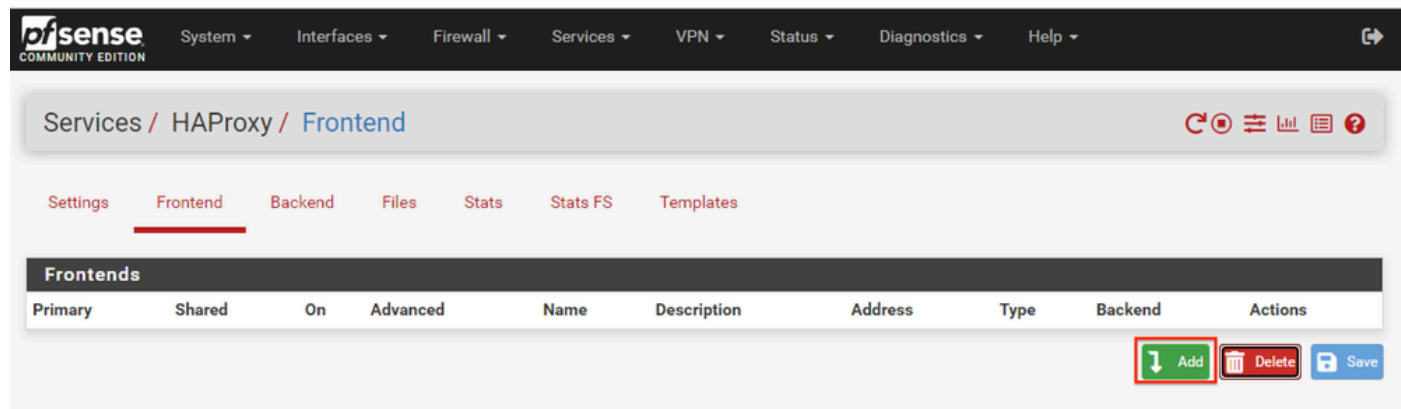 pfsense System Interfaces Firewall Services VPN Status Diagnostics Help
COMMUNITY EDITION
Services / HAProxy / Frontend
Settings Frontend Backend Files Stats Stats FS Templates
Frontends
Primary Shared On Advanced Name Description Address Type Backend Actions
Add Delete Save